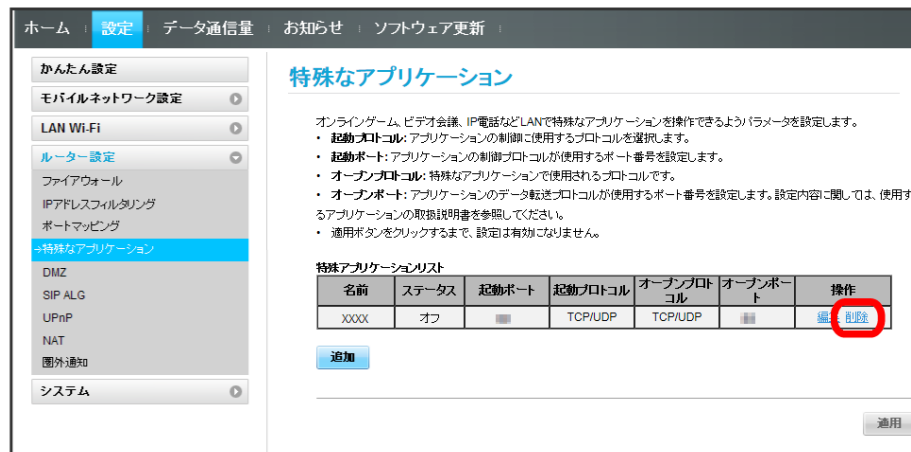 ホーム 設定 データ通信量 お知らせ ソフトウェア更新
かんたん設定
モバイルネットワーク設定
LAN Wi-Fi
ルーター設定
ファイアウォール
IPアドレスフィルタリング
ポートマッピング
→特殊なアプリケーション
DMZ
SIP ALG
UPnP
NAT
圏外通知
システム
特殊なアプリケーション
オンラインゲーム、ビデオ会議、IP電話などLANで特殊なアプリケーションを操作できるようパラメータを設定します。
• 起動プロトコル: アプリケーションの制御に使用するプロトコルを選択します。
• 起動ポート: アプリケーションの制御プロトコルが使用するポート番号を設定します。
• オープンプロトコル: 特殊なアプリケーションで使用されるプロトコルです。
• オープンポート: アプリケーションのデータ転送プロトコルが使用するポート番号を設定します。設定内容に関しては、使用す
るアプリケーションの取扱説明書を参照してください。
• 適用ボタンをクリックするまで、設定は有効になりません。
特殊アプリケーションリスト
名前 ステータス 起動ポート 起動プロトコル オープンプロトコル オープンポート 操作
XXXX オフ TCP/UDP TCP/UDP 編集 削除
追加
適用